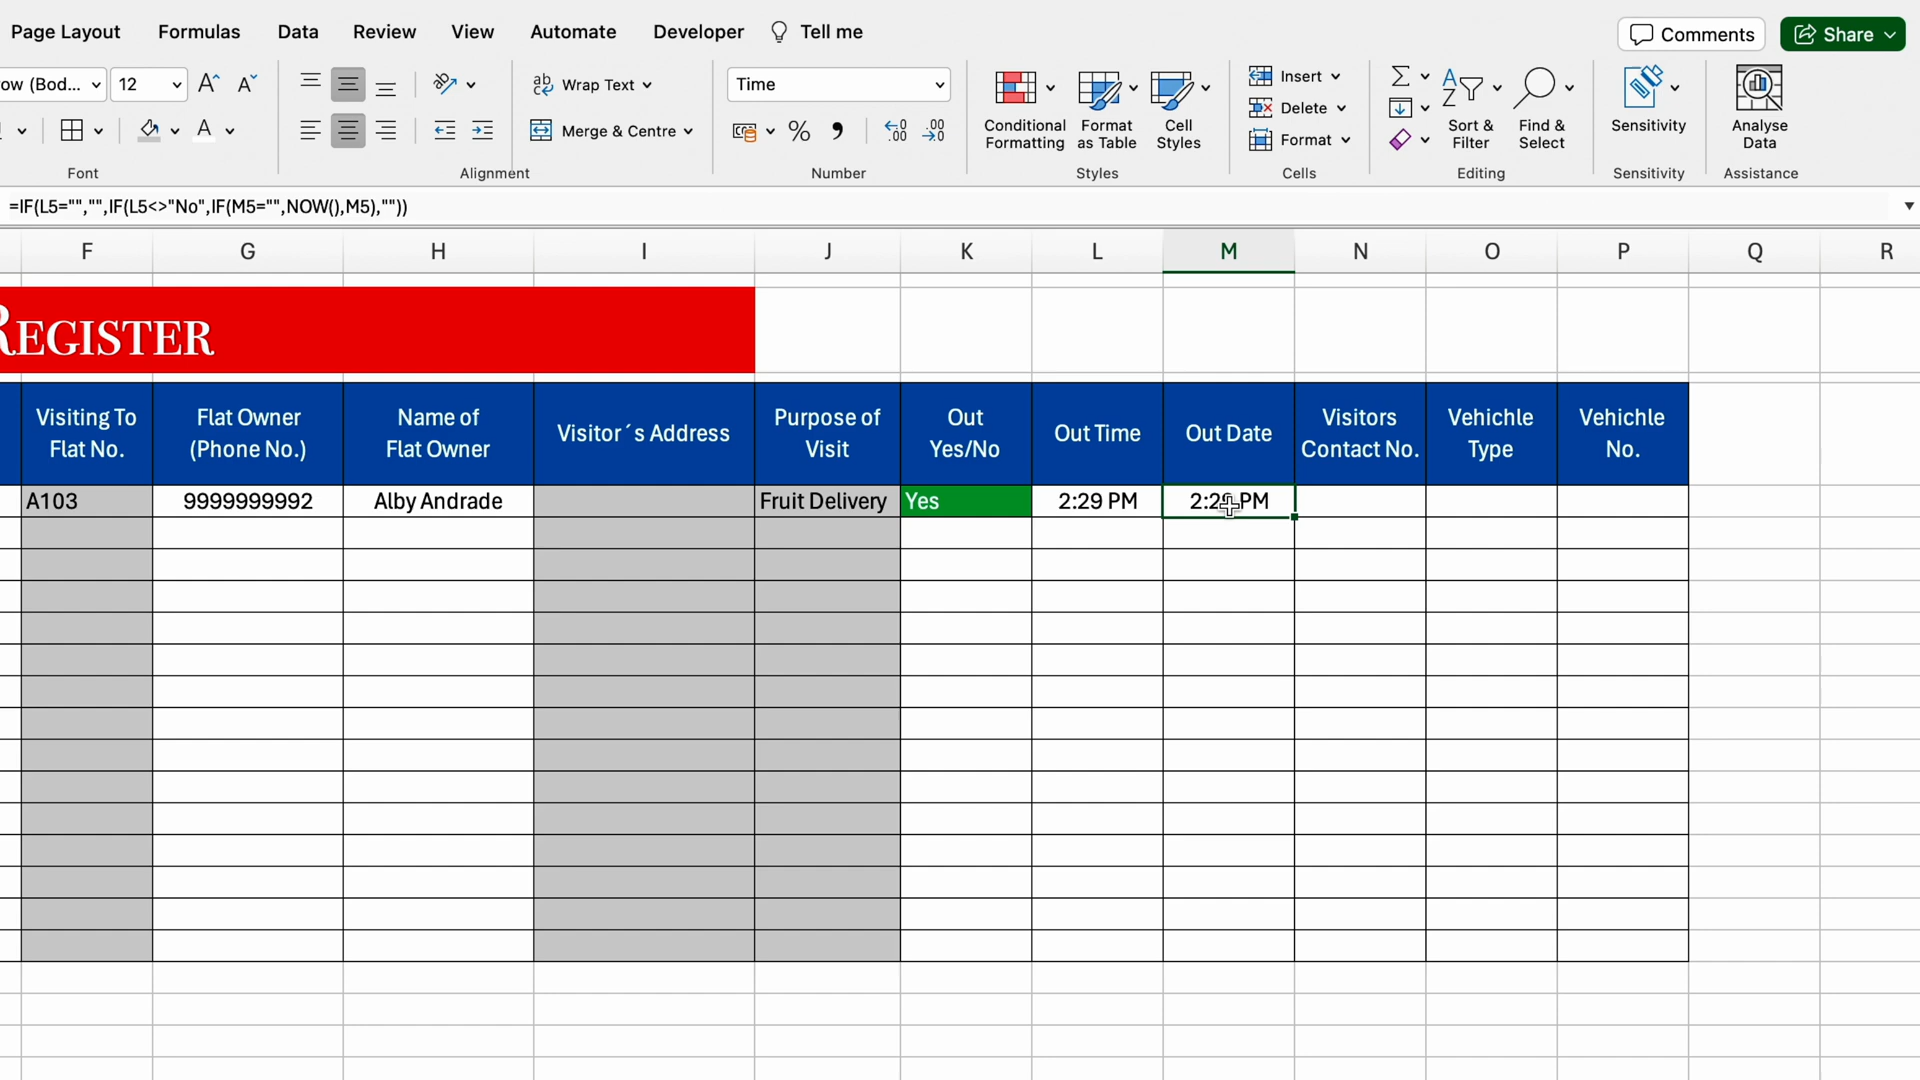 Page Layout Formulas Data Review View Automate Developer Tell me Comments Share
ow (Bod... 12 Wrap Text Time Insert
Delete
Merge & Centre % Conditional Formatting Format as Table Cell Styles Format Sort & Filter Find & Select Sensitivity Analyse Data
Font Alignment Number Styles Cells Editing Sensitivity Assistance
=IF(L5="","",IF(L5<>"No",IF(M5="",NOW(),M5),""))
F G H I J K L M N O P Q R
REGISTER
Visiting To Flat No. Flat Owner (Phone No.) Name of Flat Owner Visitor´s Address Purpose of Visit Out Yes/No Out Time Out Date Visitors Contact No. Vehichle Type Vehichle No.
A103 9999999992 Alby Andrade Fruit Delivery Yes 2:29 PM 2:29 PM